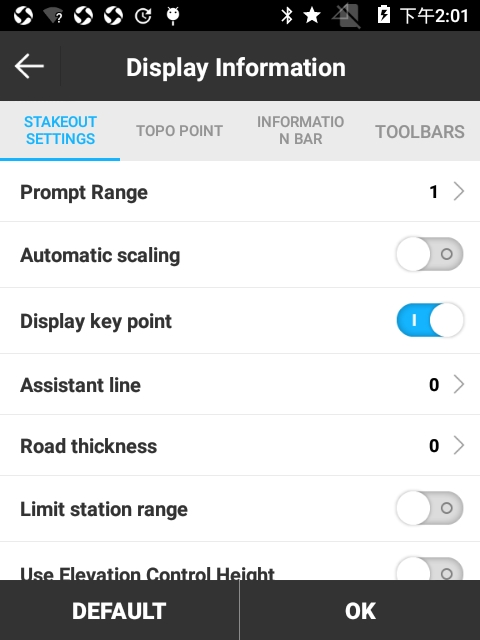 下午2:01
Display Information
STAKEOUT
SETTINGS
TOPO POINT
INFORMATIO
N BAR
TOOLBARS
Prompt Range 1
Automatic scaling
Display key point
Assistant line 0
Road thickness 0
Limit station range
Use Elevation Control Height
DEFAULT OK